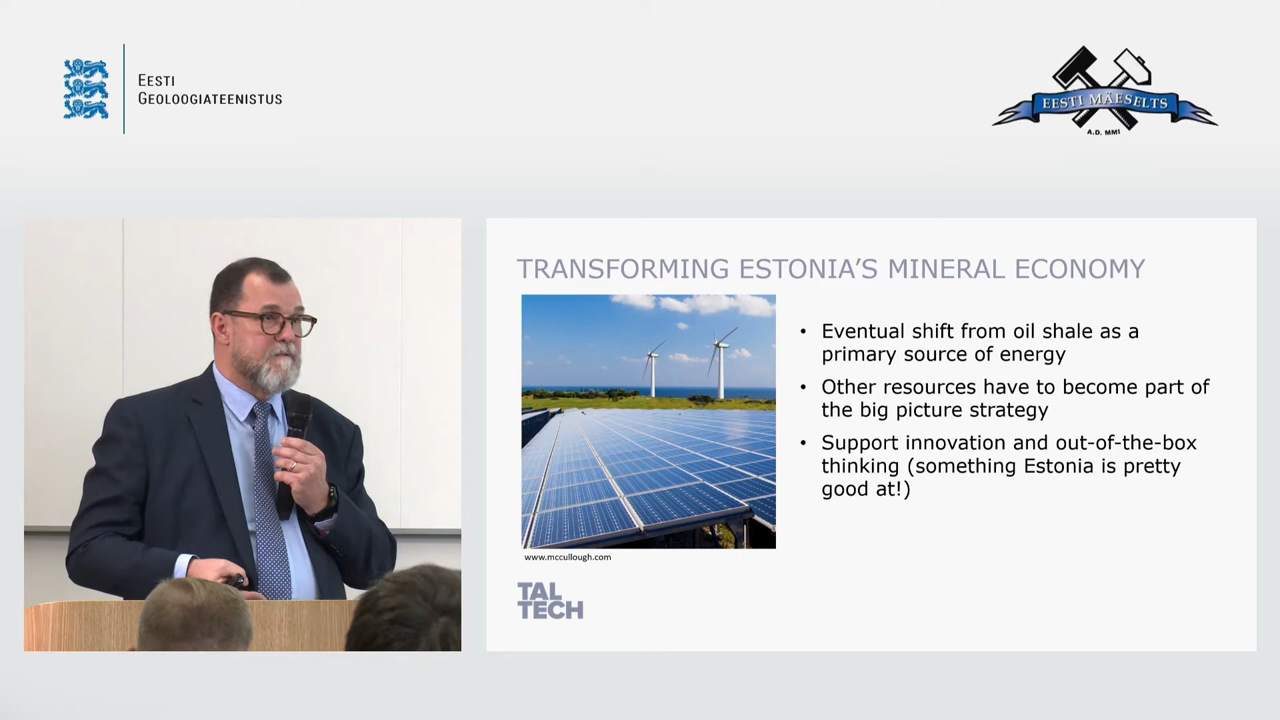 EESTI
GEOLOOGIATEENISTUS
EESTI MÄESELTS
A.D. MMI
TRANSFORMING ESTONIA'S MINERAL ECONOMY
• Eventual shift from oil shale as a
primary source of energy
• Other resources have to become part of
the big picture strategy
• Support innovation and out-of-the-box
thinking (something Estonia is pretty
good at!)
www.mccullough.com
TAL
TECH